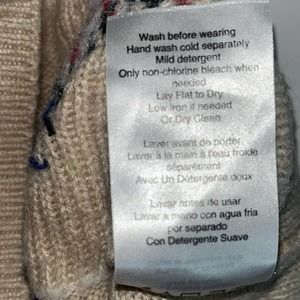 Wash before wearing
Hand wash cold separately
Mild detergent
Only non-chlorine bleach when
needed
Lay Flat to Dry
Low iron if needed
Or Dry Clean
Laver avant de porter
Laver à la main à l'eau froide
séparément
Avec Un Détergente doux
Lavar antes de usar
Lavar a mano con agua fria
por separado
Con Detergente Suave